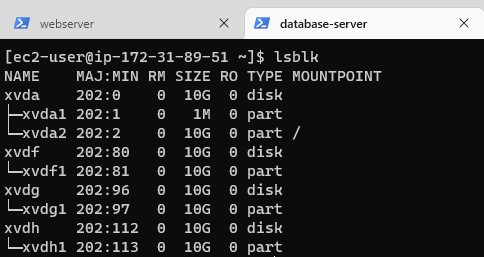 webserver
database-server
[ec2-user@ip-172-31-89-51 ~]$ lsblk
NAME    MAJ:MIN RM SIZE RO TYPE MOUNTPOINT
xvda    202:0    0  10G  0 disk
├─xvda1 202:1    0   1M  0 part
└─xvda2 202:2    0  10G  0 part /
xvdf    202:80   0  10G  0 disk
└─xvdf1 202:81   0  10G  0 part
xvdg    202:96   0  10G  0 disk
└─xvdg1 202:97   0  10G  0 part
xvdh    202:112  0  10G  0 disk
└─xvdh1 202:113  0  10G  0 part